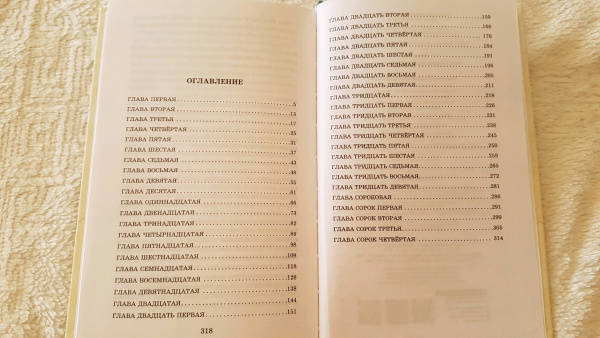 ОГЛАВЛЕНИЕ
ГЛАВА ПЕРВАЯ 5
ГЛАВА ВТОРАЯ 13
ГЛАВА ТРЕТЬЯ 17
ГЛАВА ЧЕТВЁРТАЯ 25
ГЛАВА ПЯТАЯ 31
ГЛАВА ШЕСТАЯ 37
ГЛАВА СЕДЬМАЯ 43
ГЛАВА ВОСЬМАЯ 48
ГЛАВА ДЕВЯТАЯ 55
ГЛАВА ДЕСЯТАЯ 61
ГЛАВА ОДИННАДЦАТАЯ 66
ГЛАВА ДВЕНАДЦАТАЯ 73
ГЛАВА ТРИНАДЦАТАЯ 82
ГЛАВА ЧЕТЫРНАДЦАТАЯ 89
ГЛАВА ПЯТНАДЦАТАЯ 98
ГЛАВА ШЕСТНАДЦАТАЯ 109
ГЛАВА СЕМНАДЦАТАЯ 118
ГЛАВА ВОСЕМНАДЦАТАЯ 128
ГЛАВА ДЕВЯТНАДЦАТАЯ 138
ГЛАВА ДВАДЦАТАЯ 144
ГЛАВА ДВАДЦАТЬ ПЕРВАЯ 151
318
ГЛАВА ДВАДЦАТЬ ВТОРАЯ 159
ГЛАВА ДВАДЦАТЬ ТРЕТЬЯ 166
ГЛАВА ДВАДЦАТЬ ЧЕТВЁРТАЯ 176
ГЛАВА ДВАДЦАТЬ ПЯТАЯ 184
ГЛАВА ДВАДЦАТЬ ШЕСТАЯ 191
ГЛАВА ДВАДЦАТЬ СЕДЬМАЯ 198
ГЛАВА ДВАДЦАТЬ ВОСЬМАЯ 205
ГЛАВА ДВАДЦАТЬ ДЕВЯТАЯ 211
ГЛАВА ТРИДЦАТАЯ 218
ГЛАВА ТРИДЦАТЬ ПЕРВАЯ 226
ГЛАВА ТРИДЦАТЬ ВТОРАЯ 231
ГЛАВА ТРИДЦАТЬ ТРЕТЬЯ 238
ГЛАВА ТРИДЦАТЬ ЧЕТВЁРТАЯ 245
ГЛАВА ТРИДЦАТЬ ПЯТАЯ 250
ГЛАВА ТРИДЦАТЬ ШЕСТАЯ 259
ГЛАВА ТРИДЦАТЬ СЕДЬМАЯ 265
ГЛАВА ТРИДЦАТЬ ВОСЬМАЯ 272
ГЛАВА ТРИДЦАТЬ ДЕВЯТАЯ 281
ГЛАВА СОРОКОВАЯ 286
ГЛАВА СОРОК ПЕРВАЯ 291
ГЛАВА СОРОК ВТОРАЯ 299
ГЛАВА СОРОК ТРЕТЬЯ 305
ГЛАВА СОРОК ЧЕТВЁРТАЯ 314